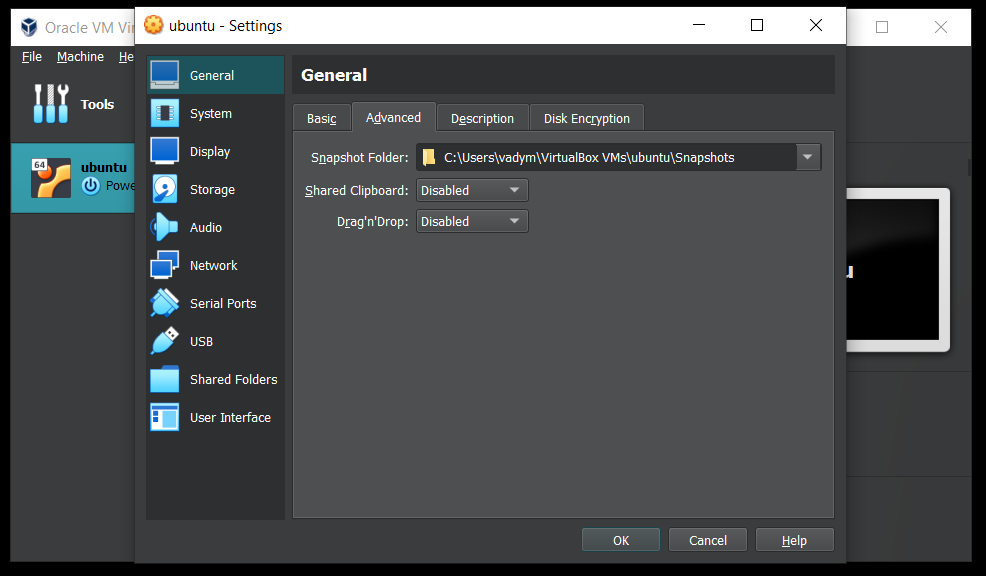 Oracle VM Vir
ubuntu - Settings
File Machine He
Tools
64
ubuntu
Powe
General
System
Display
Storage
Audio
Network
Serial Ports
USB
Shared Folders
User Interface
General
Basic Advanced Description Disk Encryption
Snapshot Folder: C:\Users\vadym\VirtualBox VMs\ubuntu\Snapshots
Shared Clipboard: Disabled
Drag'n'Drop: Disabled
u
OK Cancel Help